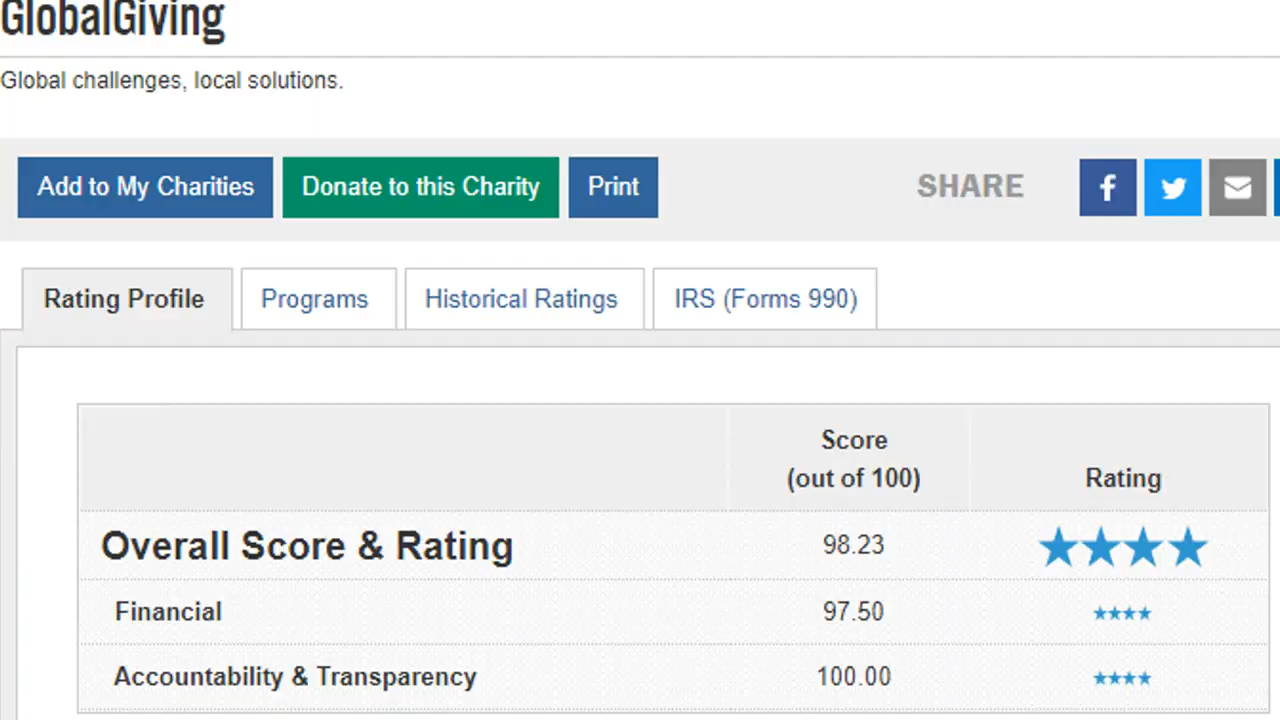 GlobalGiving
Global challenges, local solutions.
Add to My Charities Donate to this Charity Print SHARE
Rating Profile Programs Historical Ratings IRS (Forms 990)
Score
(out of 100) Rating
Overall Score & Rating 98.23
Financial 97.50
Accountability & Transparency 100.00